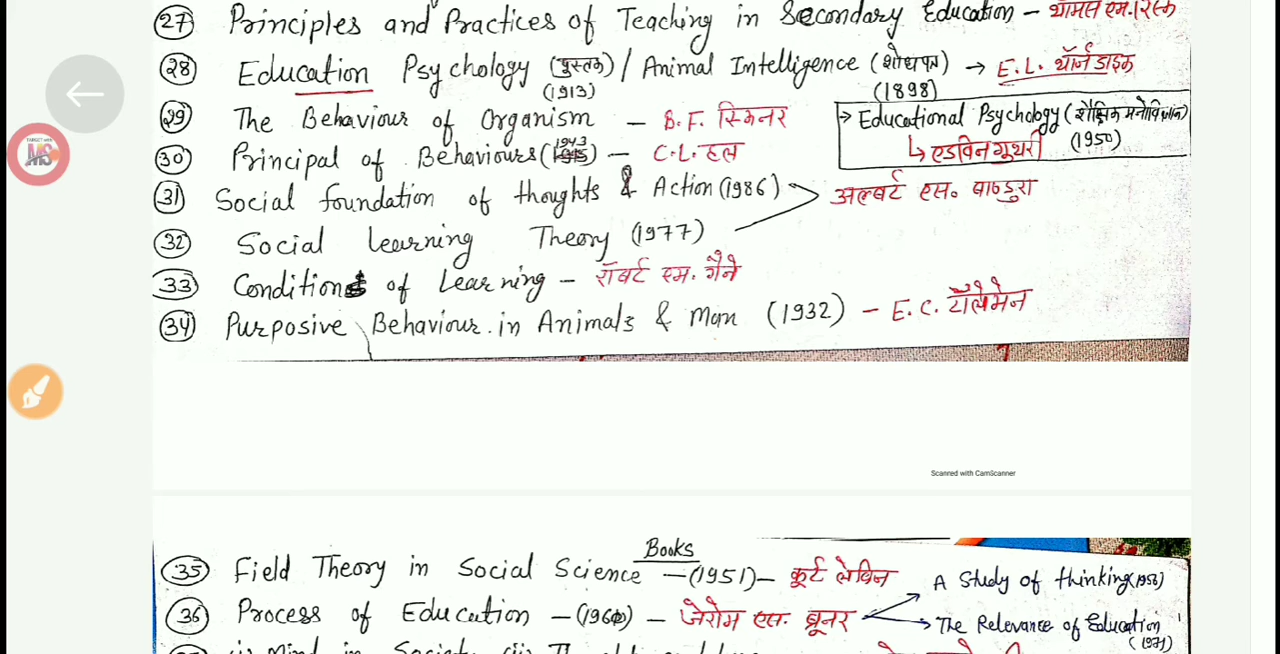 27 Principles and Practices of Teaching in Secondary Education – थॉमस एम. रिस्क
28 Education Psychology (पुस्तक) / Animal Intelligence (शोधपत्र) → E.L. थॉर्नडाइक
(1913) (1898)
29 The Behaviour of Organism – B.F. स्किनर
→ Educational Psychology (शैक्षिक मनोविज्ञान)
↳ एडविन गूथरी (1950)
30 Principal of Behaviours (1943) – C.L. हल
31 Social foundation of thoughts & Action (1986) अल्बर्ट एस. बाण्डुरा
32 Social Learning Theory (1977)
33 Conditions of Learning – रॉबर्ट एम. गैने
34 Purposive Behaviour in Animals & Man (1932) – E.C. टॉलमेन
Scanned with CamScanner
Books
35 Field Theory in Social Science – (1951) – कूर्ट लेविन
→ A Study of thinking (1956)
36 Process of Education – (1960) – जेरोम एस. ब्रूनर
→ The Relevance of Education (1971)
MS